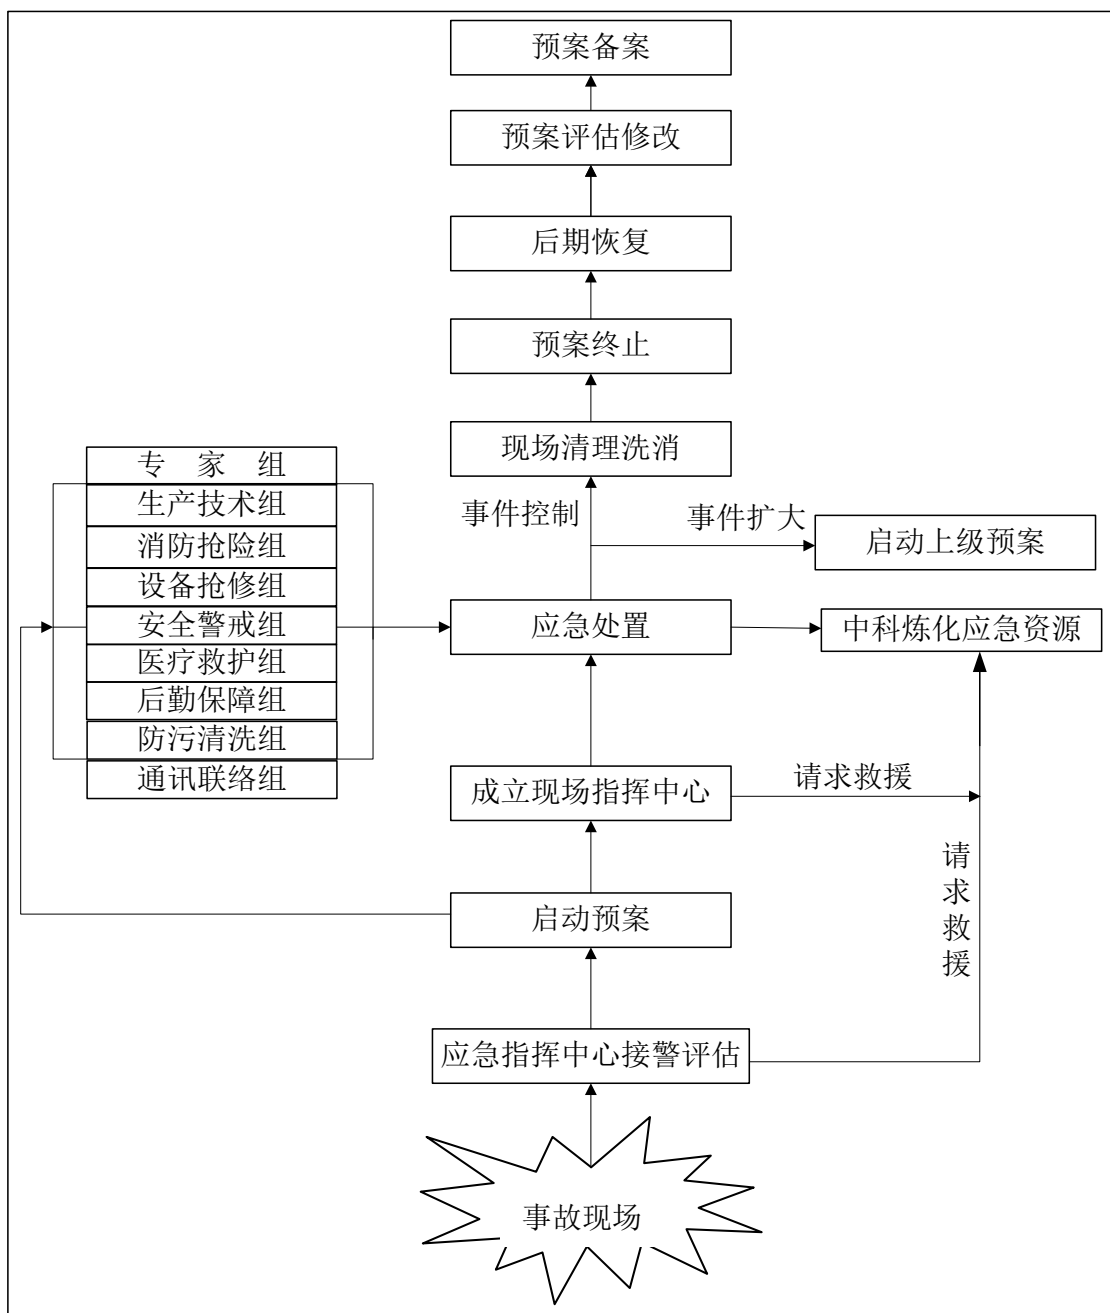 预案备案
预案评估修改
后期恢复
预案终止
现场清理洗消
专 家 组
生产技术组
消防抢险组
设备抢修组
安全警戒组
医疗救护组
后勤保障组
防污清洗组
通讯联络组
事件控制
事件扩大
启动上级预案
应急处置
中科炼化应急资源
成立现场指挥中心
请求救援
请
求
救
援
启动预案
应急指挥中心接警评估
事故现场